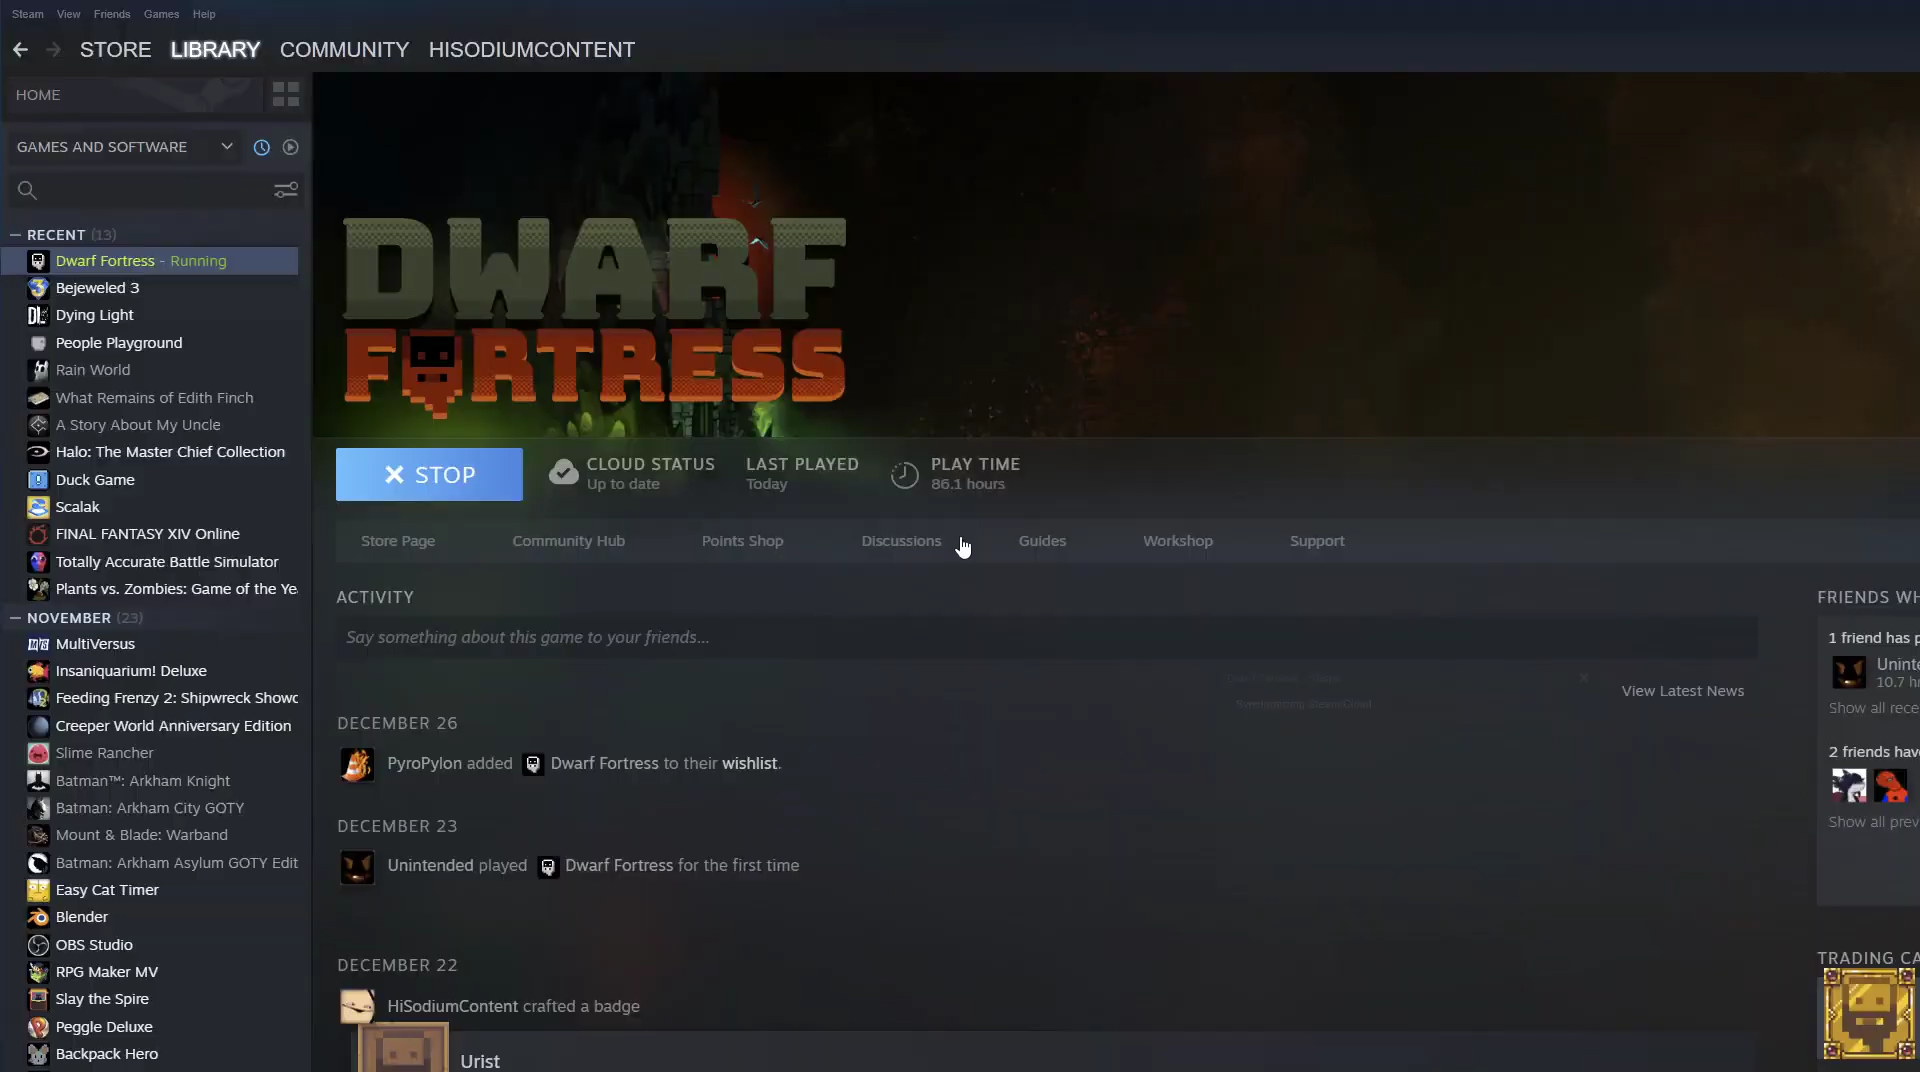 Steam View Friends Games Help
STORE LIBRARY COMMUNITY HISODIUMCONTENT
HOME
GAMES AND SOFTWARE
RECENT (13)
Dwarf Fortress - Running
Bejeweled 3
Dying Light
People Playground
Rain World
What Remains of Edith Finch
A Story About My Uncle
Halo: The Master Chief Collection
Duck Game
Scalak
FINAL FANTASY XIV Online
Totally Accurate Battle Simulator
Plants vs. Zombies: Game of the Ye
NOVEMBER (23)
MultiVersus
Insaniquarium! Deluxe
Feeding Frenzy 2: Shipwreck Showd
Creeper World Anniversary Edition
Slime Rancher
Batman™: Arkham Knight
Batman: Arkham City GOTY
Mount & Blade: Warband
Batman: Arkham Asylum GOTY Edit
Easy Cat Timer
Blender
OBS Studio
RPG Maker MV
Slay the Spire
Peggle Deluxe
Backpack Hero
DWARF
FORTRESS
STOP
CLOUD STATUS
Up to date
LAST PLAYED
Today
PLAY TIME
86.1 hours
Store Page Community Hub Points Shop Discussions Guides Workshop Support
ACTIVITY
Say something about this game to your friends...
View Latest News
DECEMBER 26
PyroPylon added Dwarf Fortress to their wishlist.
DECEMBER 23
Unintended played Dwarf Fortress for the first time
DECEMBER 22
HiSodiumContent crafted a badge
Urist
FRIENDS WH
1 friend has p
Uninte
10.7 hr
Show all rece
2 friends hav
Show all prev
TRADING CA